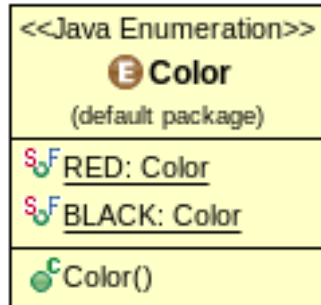 <<Java Enumeration>>
E Color
(default package)
S F RED: Color
S F BLACK: Color
C Color()